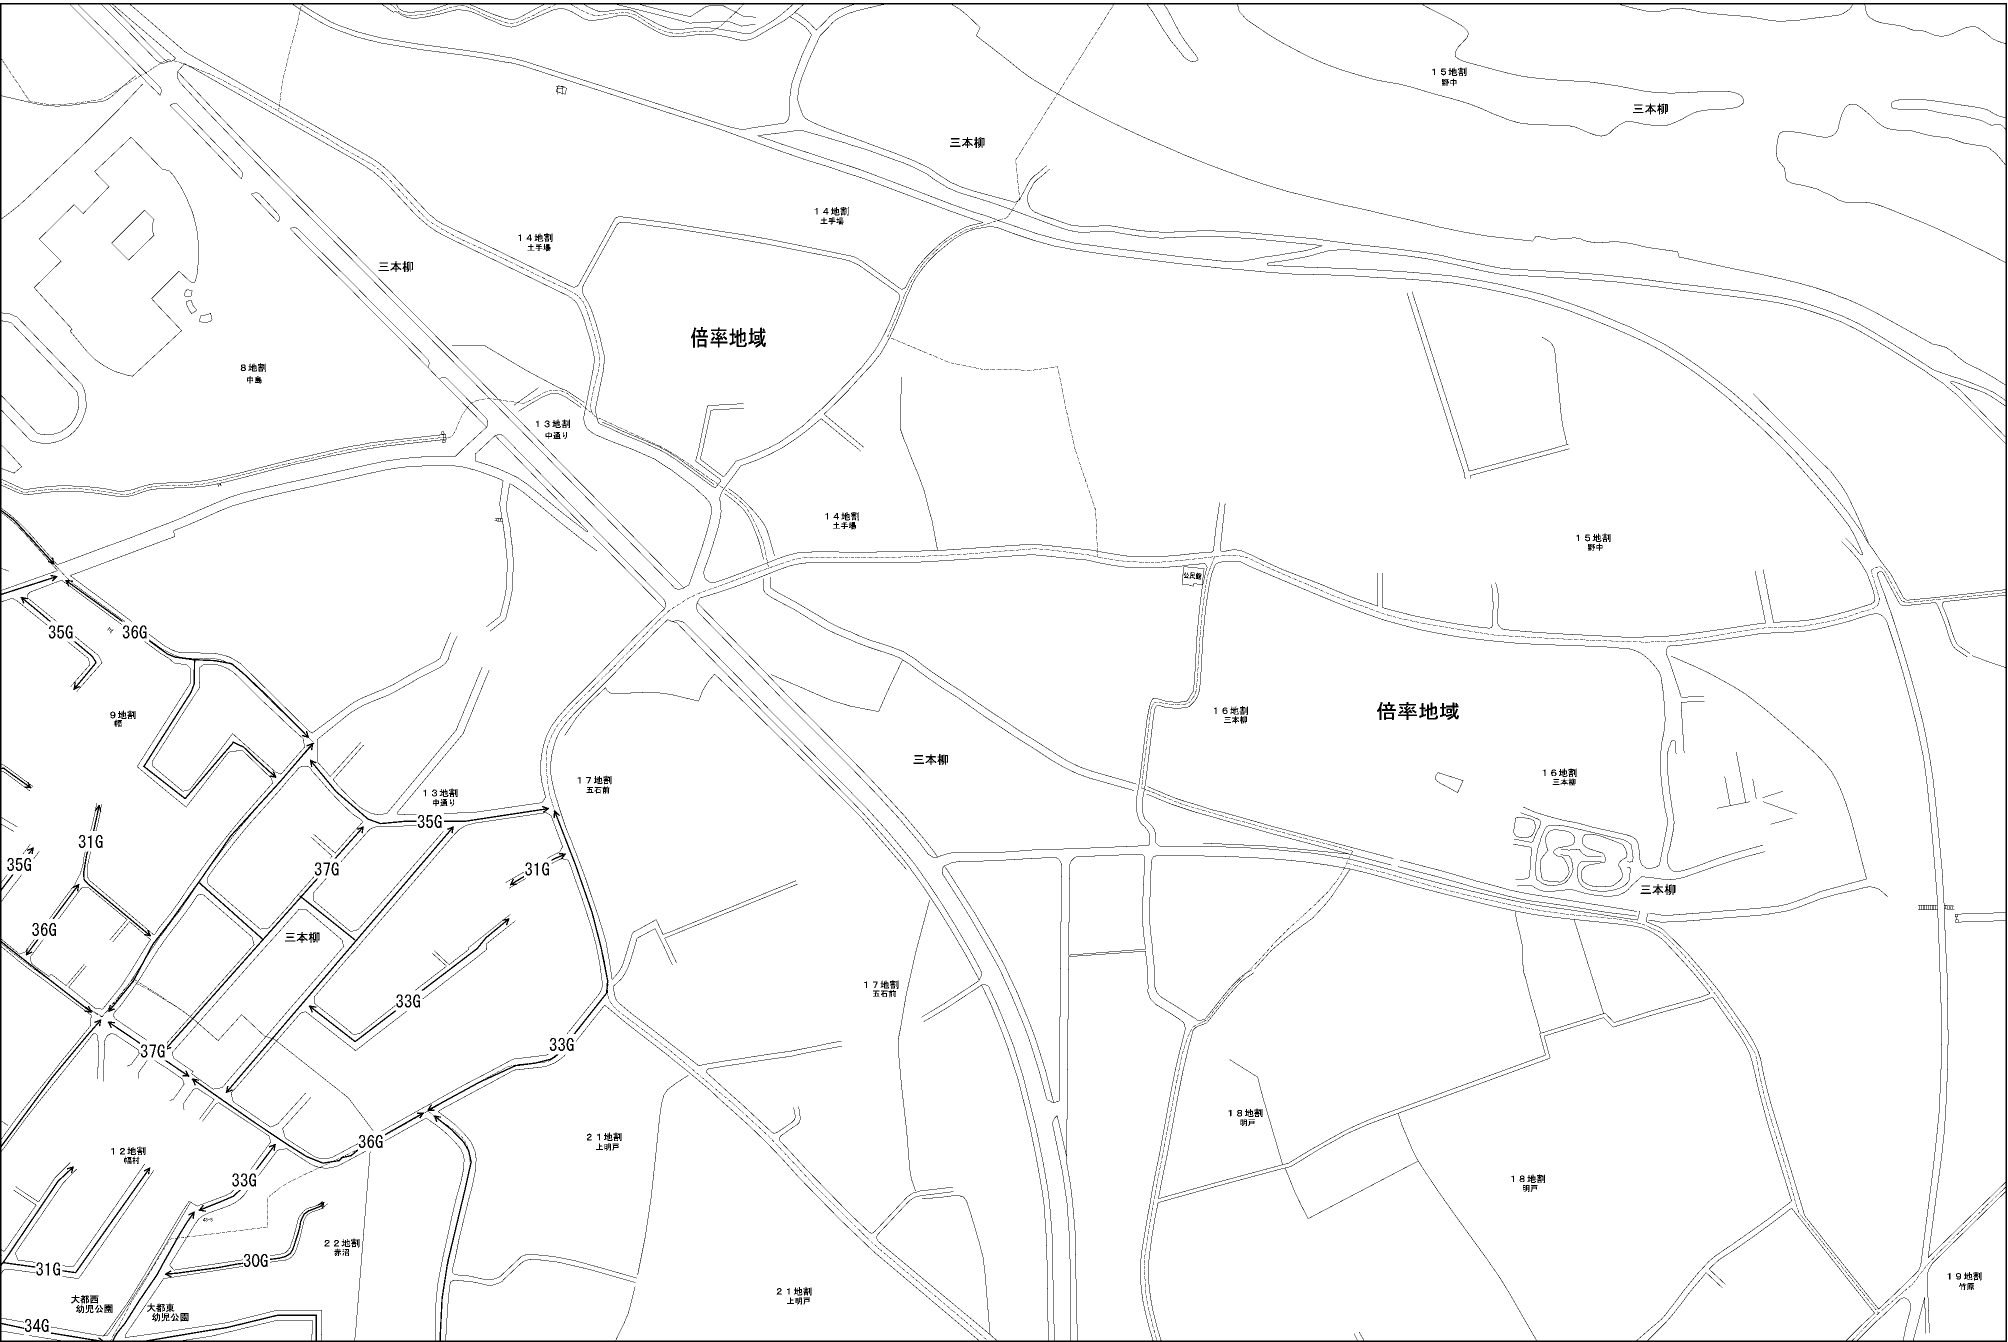 15地割
野中
三本柳
三本柳
14地割
土手場
14地割
土手場
三本柳
倍率地域
8地割
中島
13地割
中通り
14地割
土手場
15地割
野中
公民館
35G
36G
9地割
幅
16地割
三本柳
倍率地域
三本柳
17地割
五石前
16地割
三本柳
13地割
中通り
35G
31G
35G
37G
31G
三本柳
36G
三本柳
17地割
五石前
33G
37G
33G
18地割
明戸
36G
21地割
上明戸
12地割
幅村
33G
18地割
明戸
22地割
赤沼
30G
31G
19地割
竹原
21地割
上明戸
大都西
幼児公園
大都東
幼児公園
34G